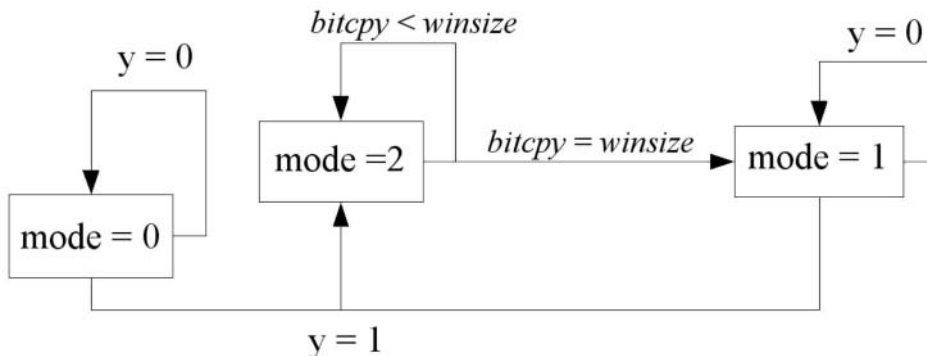 bitcpy < winsize
y = 0
y = 0
bitcpy = winsize
mode =2
mode = 1
mode = 0
y = 1